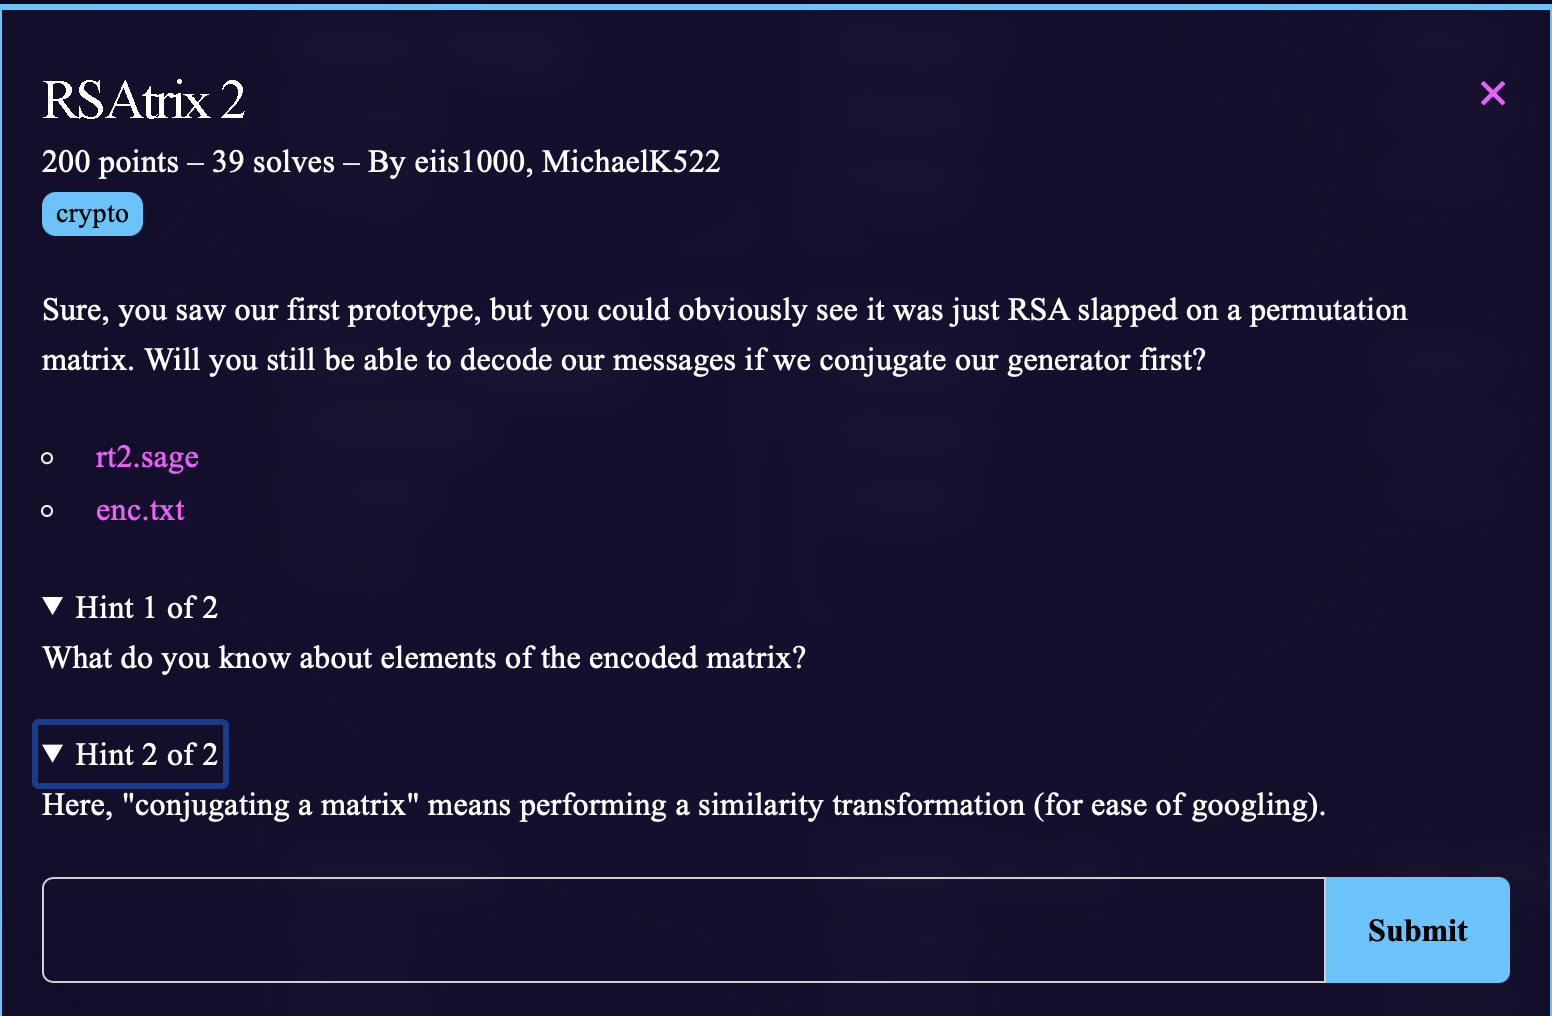 RSAtrix 2
200 points – 39 solves – By eiis1000, MichaelK522
crypto
Sure, you saw our first prototype, but you could obviously see it was just RSA slapped on a permutation
matrix. Will you still be able to decode our messages if we conjugate our generator first?
rt2.sage
enc.txt
Hint 1 of 2
What do you know about elements of the encoded matrix?
Hint 2 of 2
Here, "conjugating a matrix" means performing a similarity transformation (for ease of googling).
Submit